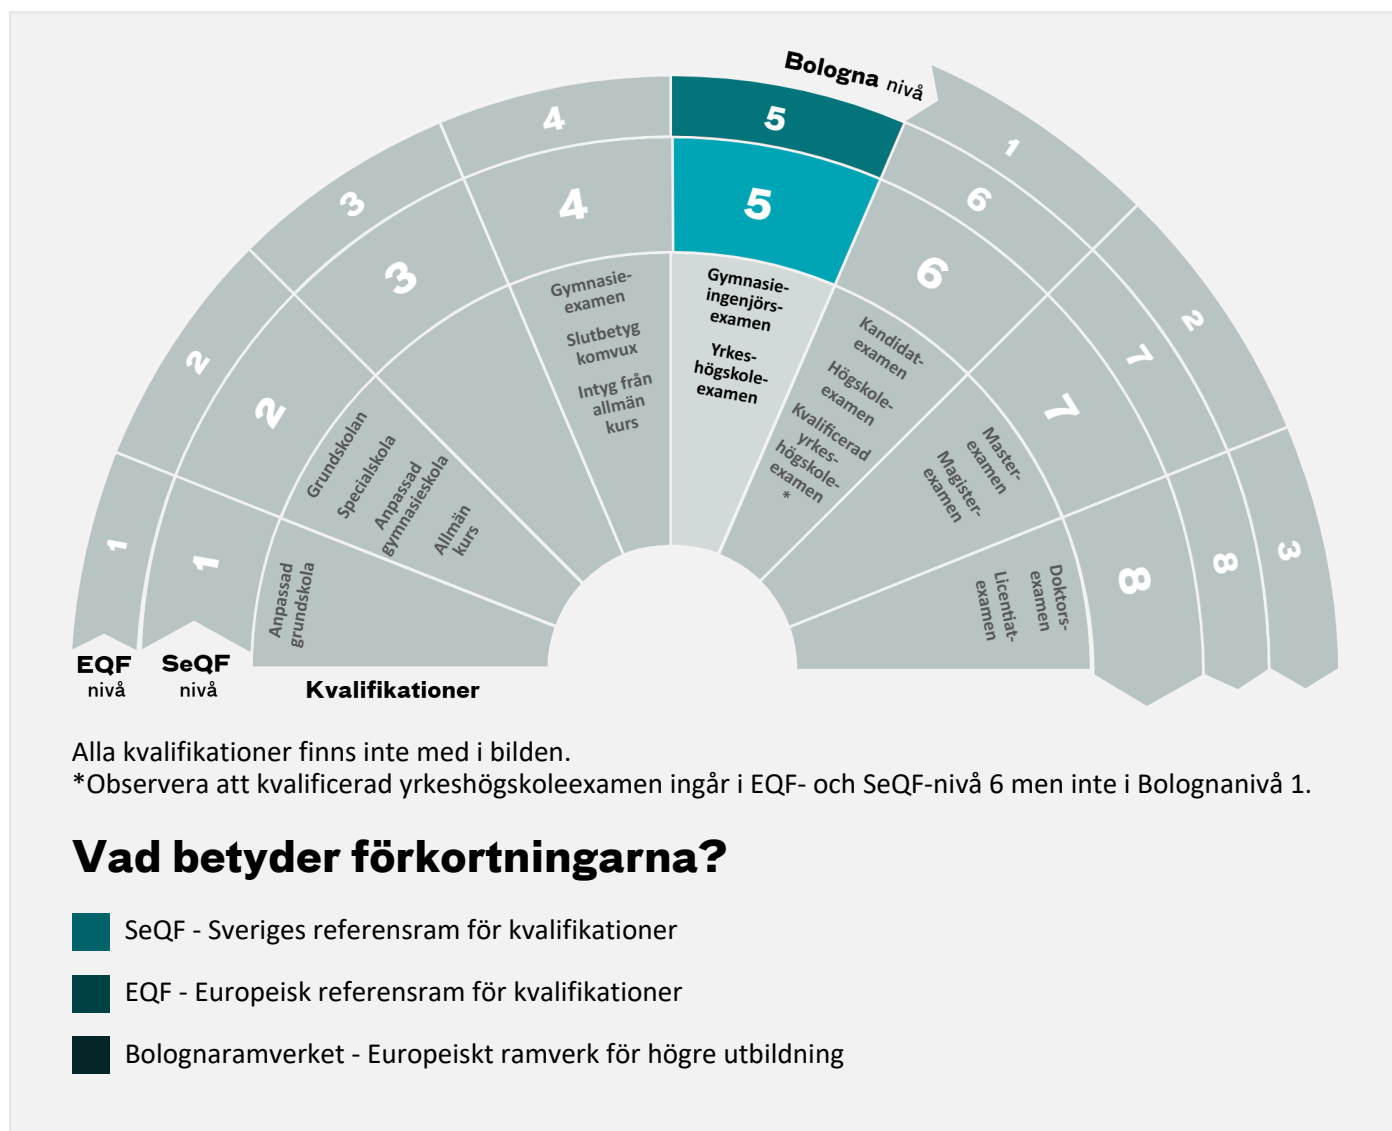 Bologna nivå
1
2
3
4
5
6
7
8
1
2
3
1
2
3
4
5
6
7
8
Anpassad
grundskola
Grundskolan
Specialskola
Anpassad
gymnasieskola
Allmän
kurs
Gymnasie-
examen
Slutbetyg
komvux
Intyg från
allmän
kurs
Gymnasie-
ingenjörs-
examen
Yrkes-
högskole-
examen
Kandidat-
examen
Högskole-
examen
Kvalificerad
yrkes-
högskole-
examen
*
Master-
examen
Magister-
examen
Doktors-
examen
Licentiat-
examen
EQF
nivå
SeQF
nivå
Kvalifikationer
Alla kvalifikationer finns inte med i bilden.
*Observera att kvalificerad yrkeshögskoleexamen ingår i EQF- och SeQF-nivå 6 men inte i Bolognanivå 1.
Vad betyder förkortningarna?
SeQF - Sveriges referensram för kvalifikationer
EQF - Europeisk referensram för kvalifikationer
Bolognaramverket - Europeiskt ramverk för högre utbildning